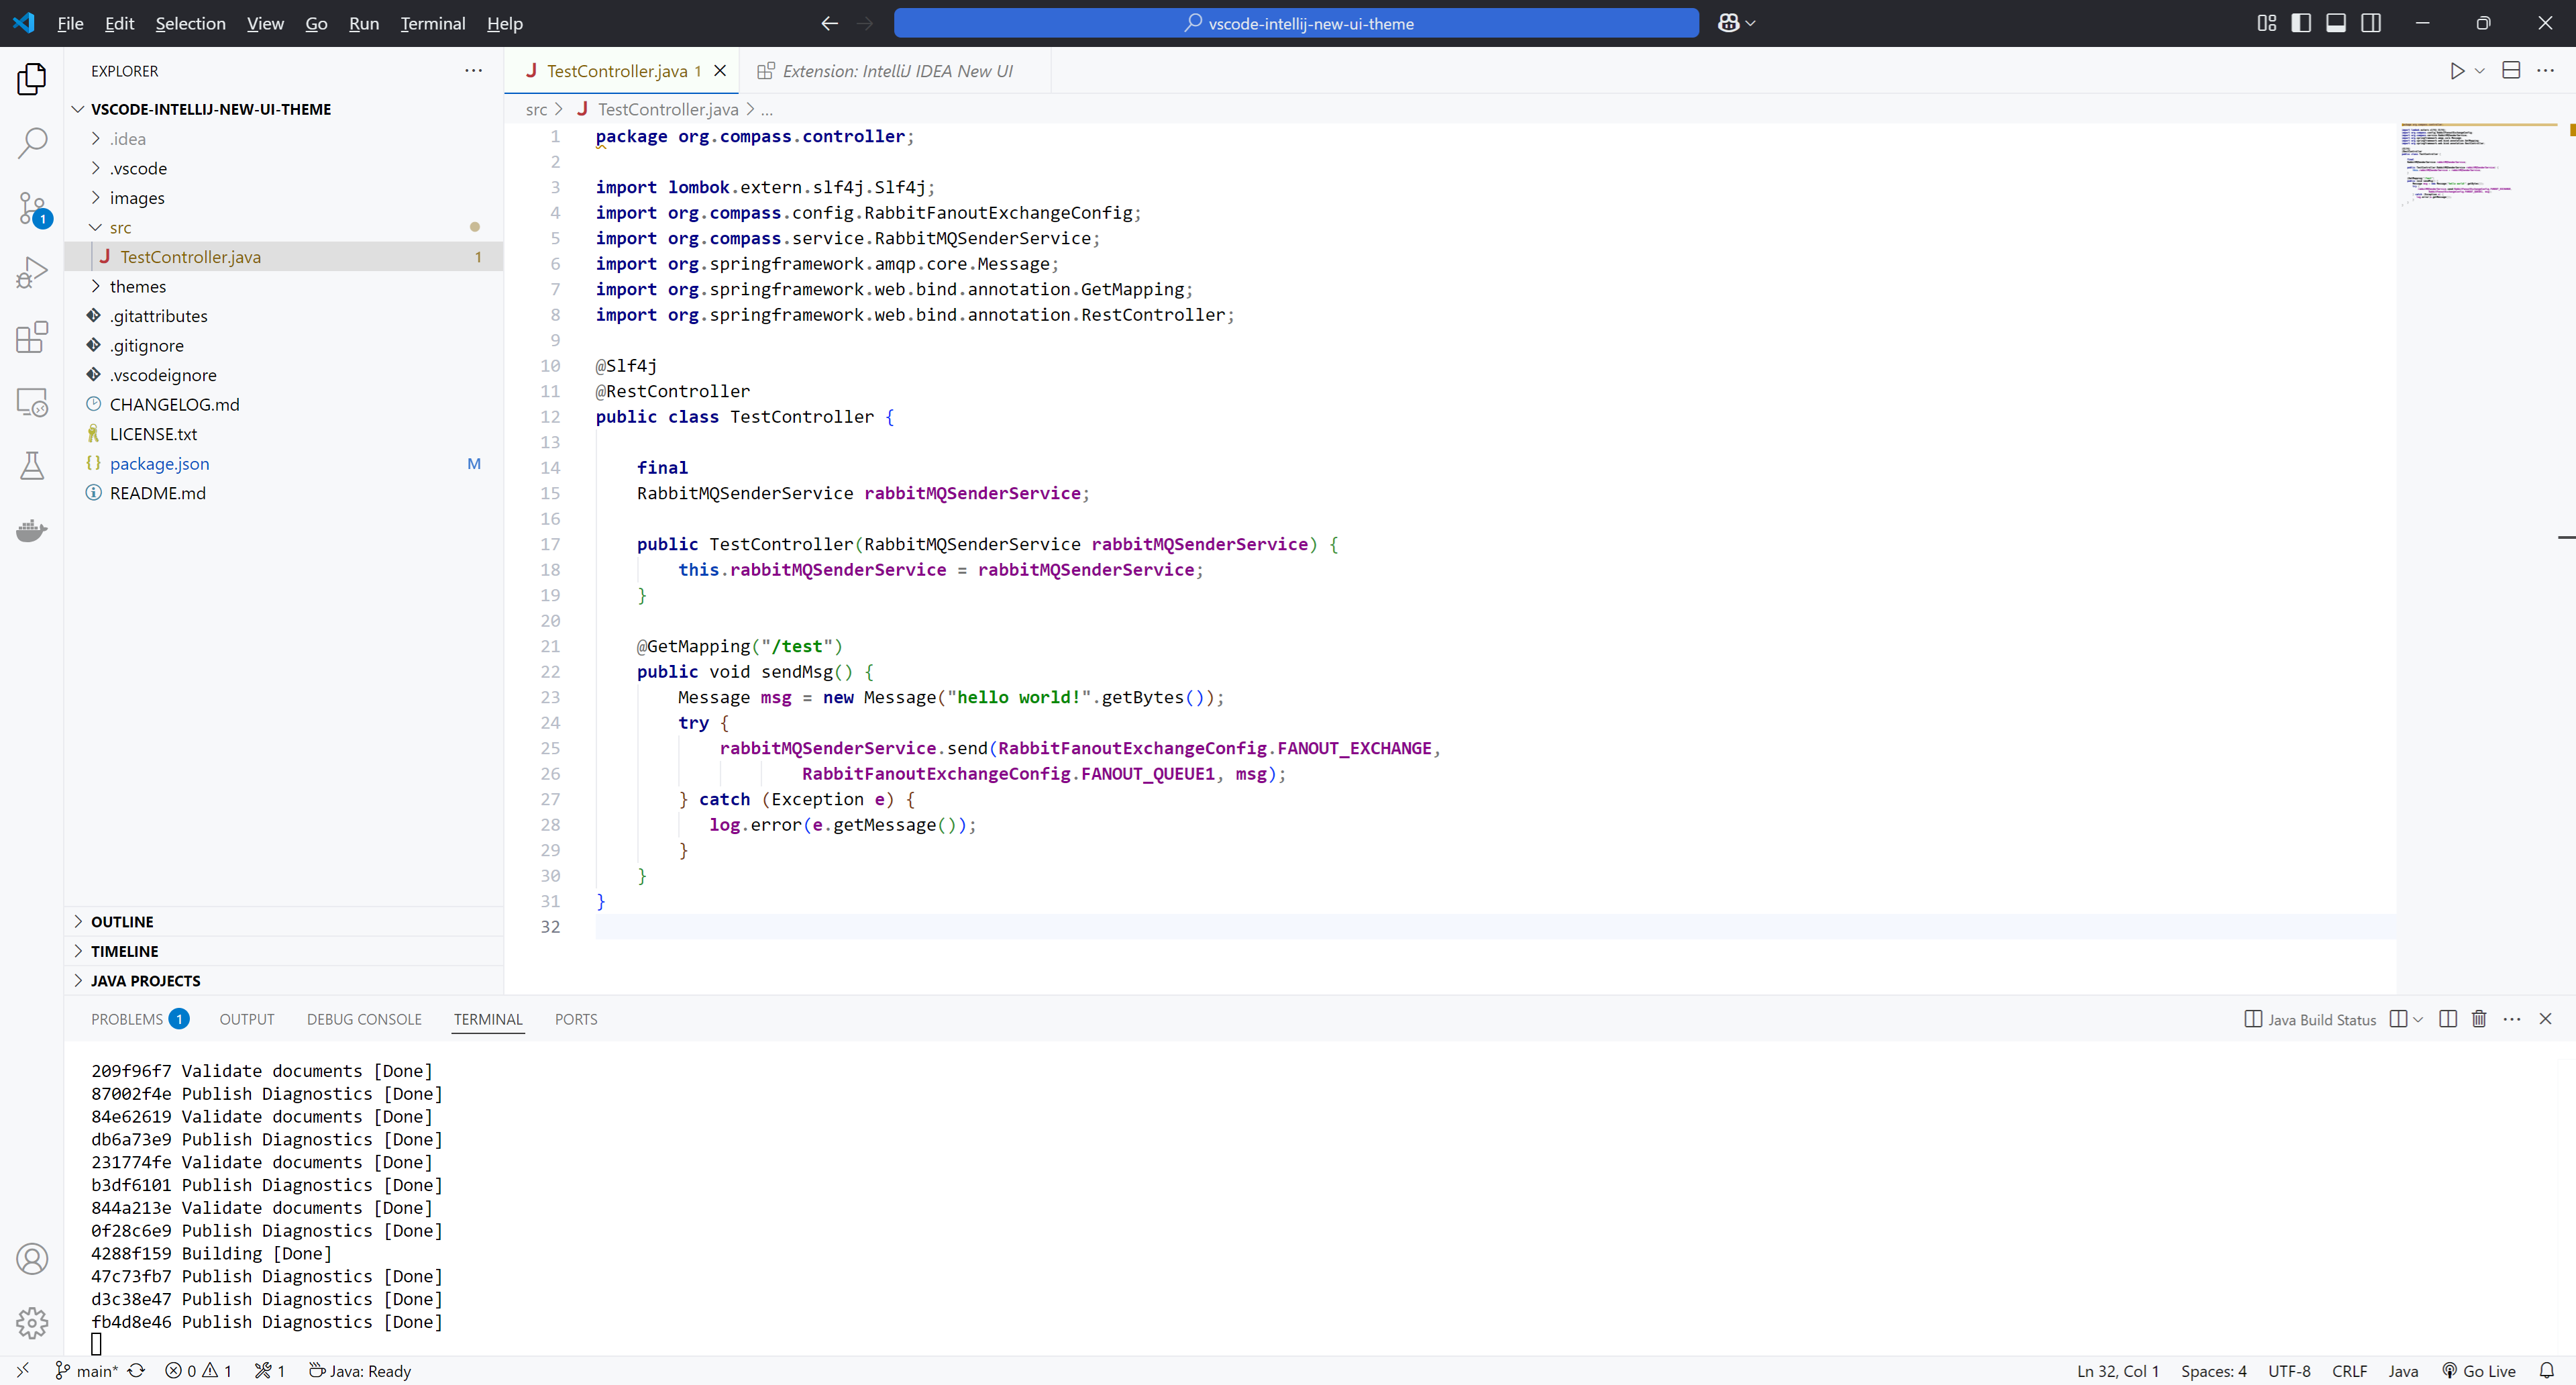 File Edit Selection View Go Run Terminal Help
vscode-intellij-new-ui-theme
EXPLORER
VSCODE-INTELLIJ-NEW-UI-THEME
.idea
.vscode
images
src
TestController.java 1
themes
.gitattributes
.gitignore
.vscodeignore
CHANGELOG.md
LICENSE.txt
package.json M
README.md
OUTLINE
TIMELINE
JAVA PROJECTS
1
TestController.java 1
Extension: IntelliJ IDEA New UI
src > TestController.java > ...
1 package org.compass.controller;
2
3 import lombok.extern.slf4j.Slf4j;
4 import org.compass.config.RabbitFanoutExchangeConfig;
5 import org.compass.service.RabbitMQSenderService;
6 import org.springframework.amqp.core.Message;
7 import org.springframework.web.bind.annotation.GetMapping;
8 import org.springframework.web.bind.annotation.RestController;
9
10 @Slf4j
11 @RestController
12 public class TestController {
13
14     final
15     RabbitMQSenderService rabbitMQSenderService;
16
17     public TestController(RabbitMQSenderService rabbitMQSenderService) {
18         this.rabbitMQSenderService = rabbitMQSenderService;
19     }
20
21     @GetMapping("/test")
22     public void sendMsg() {
23         Message msg = new Message("hello world!".getBytes());
24         try {
25             rabbitMQSenderService.send(RabbitFanoutExchangeConfig.FANOUT_EXCHANGE,
26                     RabbitFanoutExchangeConfig.FANOUT_QUEUE1, msg);
27         } catch (Exception e) {
28            log.error(e.getMessage());
29         }
30     }
31 }
32
PROBLEMS 1 OUTPUT DEBUG CONSOLE TERMINAL PORTS
Java Build Status
209f96f7 Validate documents [Done]
87002f4e Publish Diagnostics [Done]
84e62619 Validate documents [Done]
db6a73e9 Publish Diagnostics [Done]
231774fe Validate documents [Done]
b3df6101 Publish Diagnostics [Done]
844a213e Validate documents [Done]
0f28c6e9 Publish Diagnostics [Done]
4288f159 Building [Done]
47c73fb7 Publish Diagnostics [Done]
d3c38e47 Publish Diagnostics [Done]
fb4d8e46 Publish Diagnostics [Done]
main* 0 1 1 Java: Ready
Ln 32, Col 1 Spaces: 4 UTF-8 CRLF Java Go Live